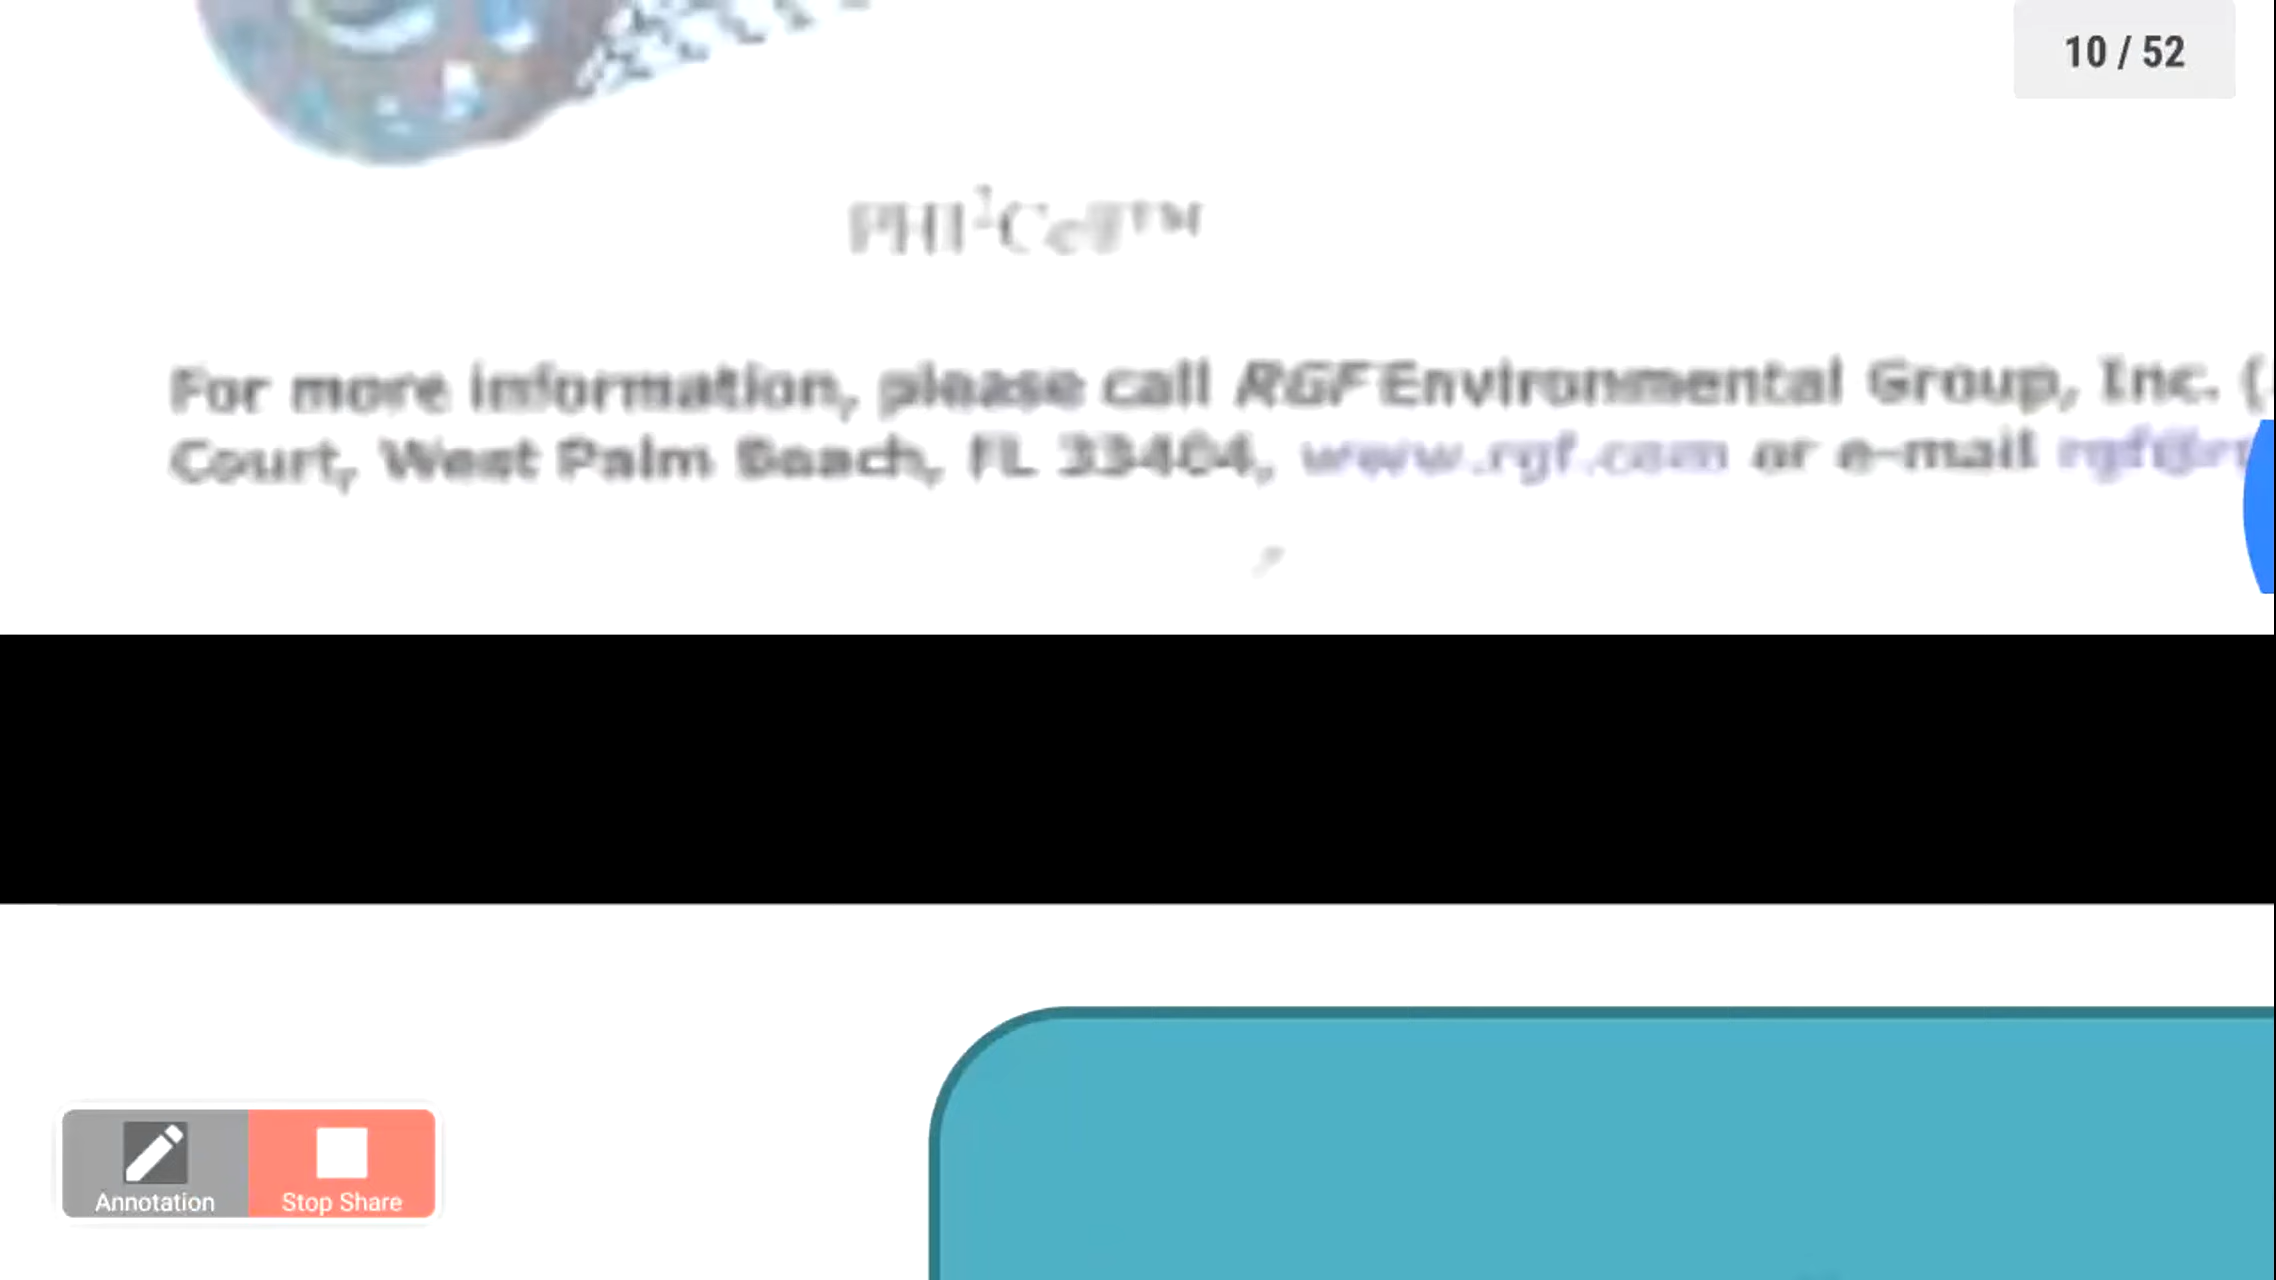 10 / 52
PHI²Cell™
For more information, please call RGF Environmental Group, Inc. (
Court, West Palm Beach, FL 33404, www.rgf.com or e-mail
Annotation
Stop Share